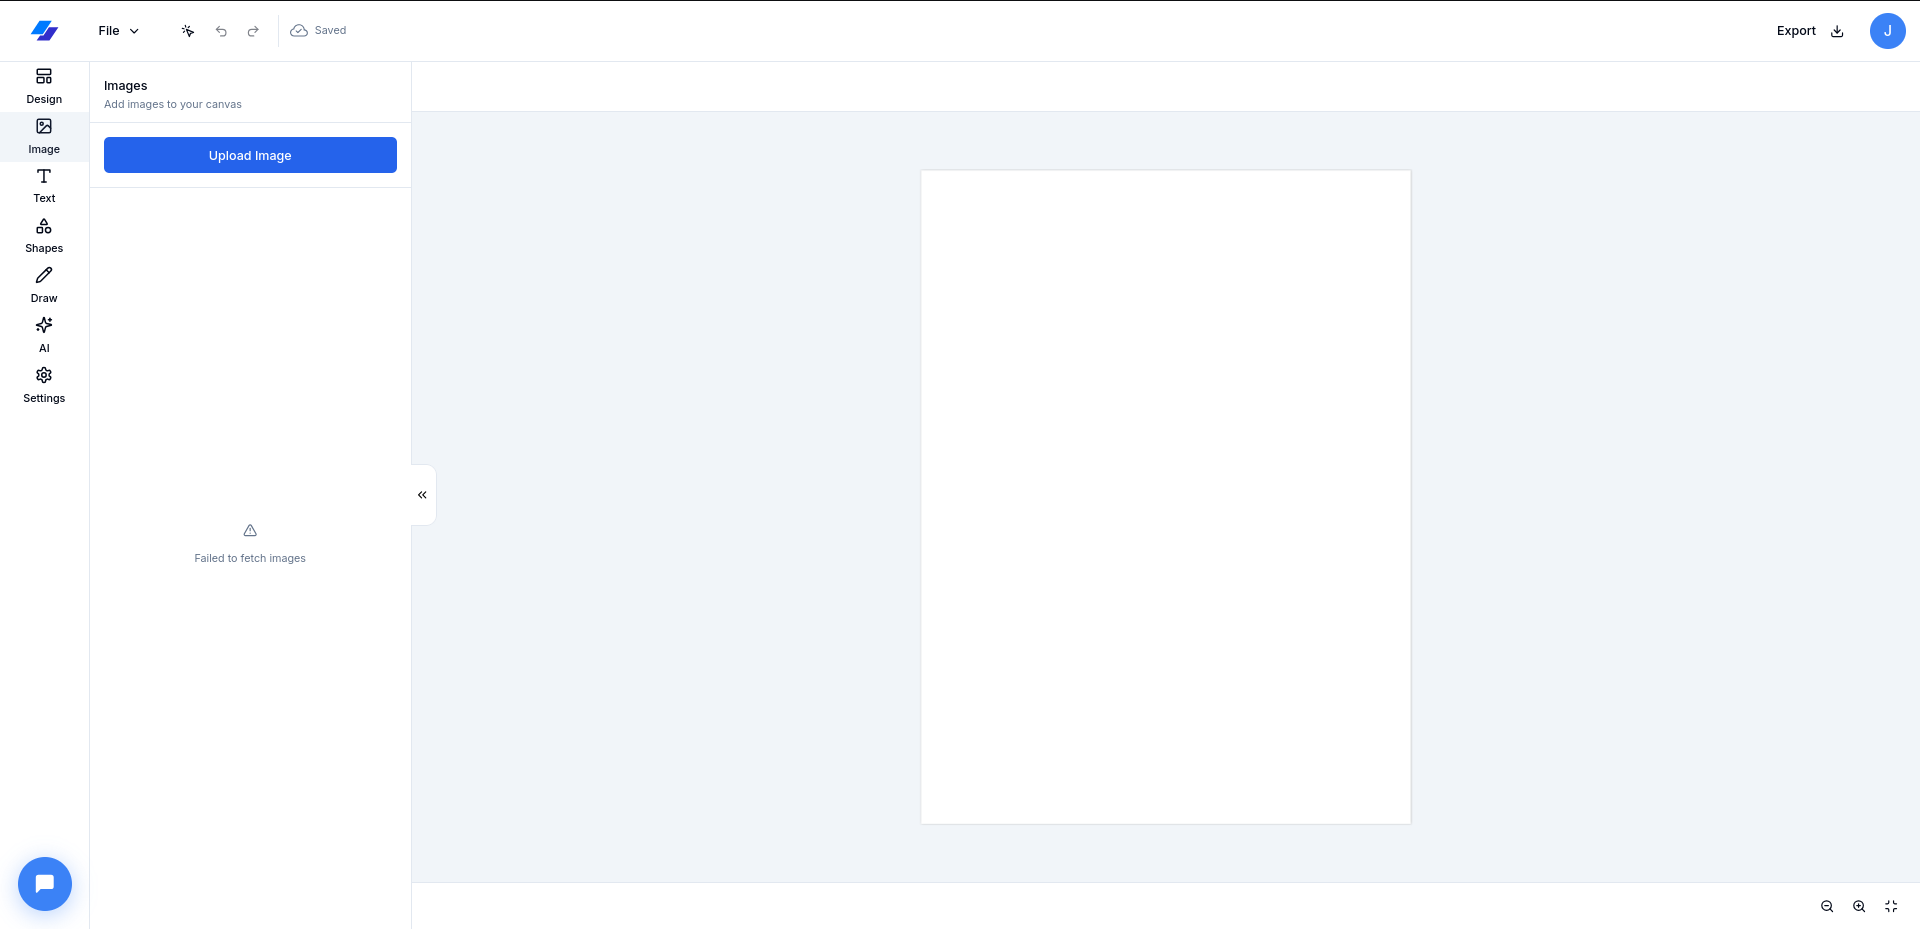 File
Saved
Export
J
Design
Image
Text
Shapes
Draw
AI
Settings
Images
Add images to your canvas
Upload Image
Failed to fetch images